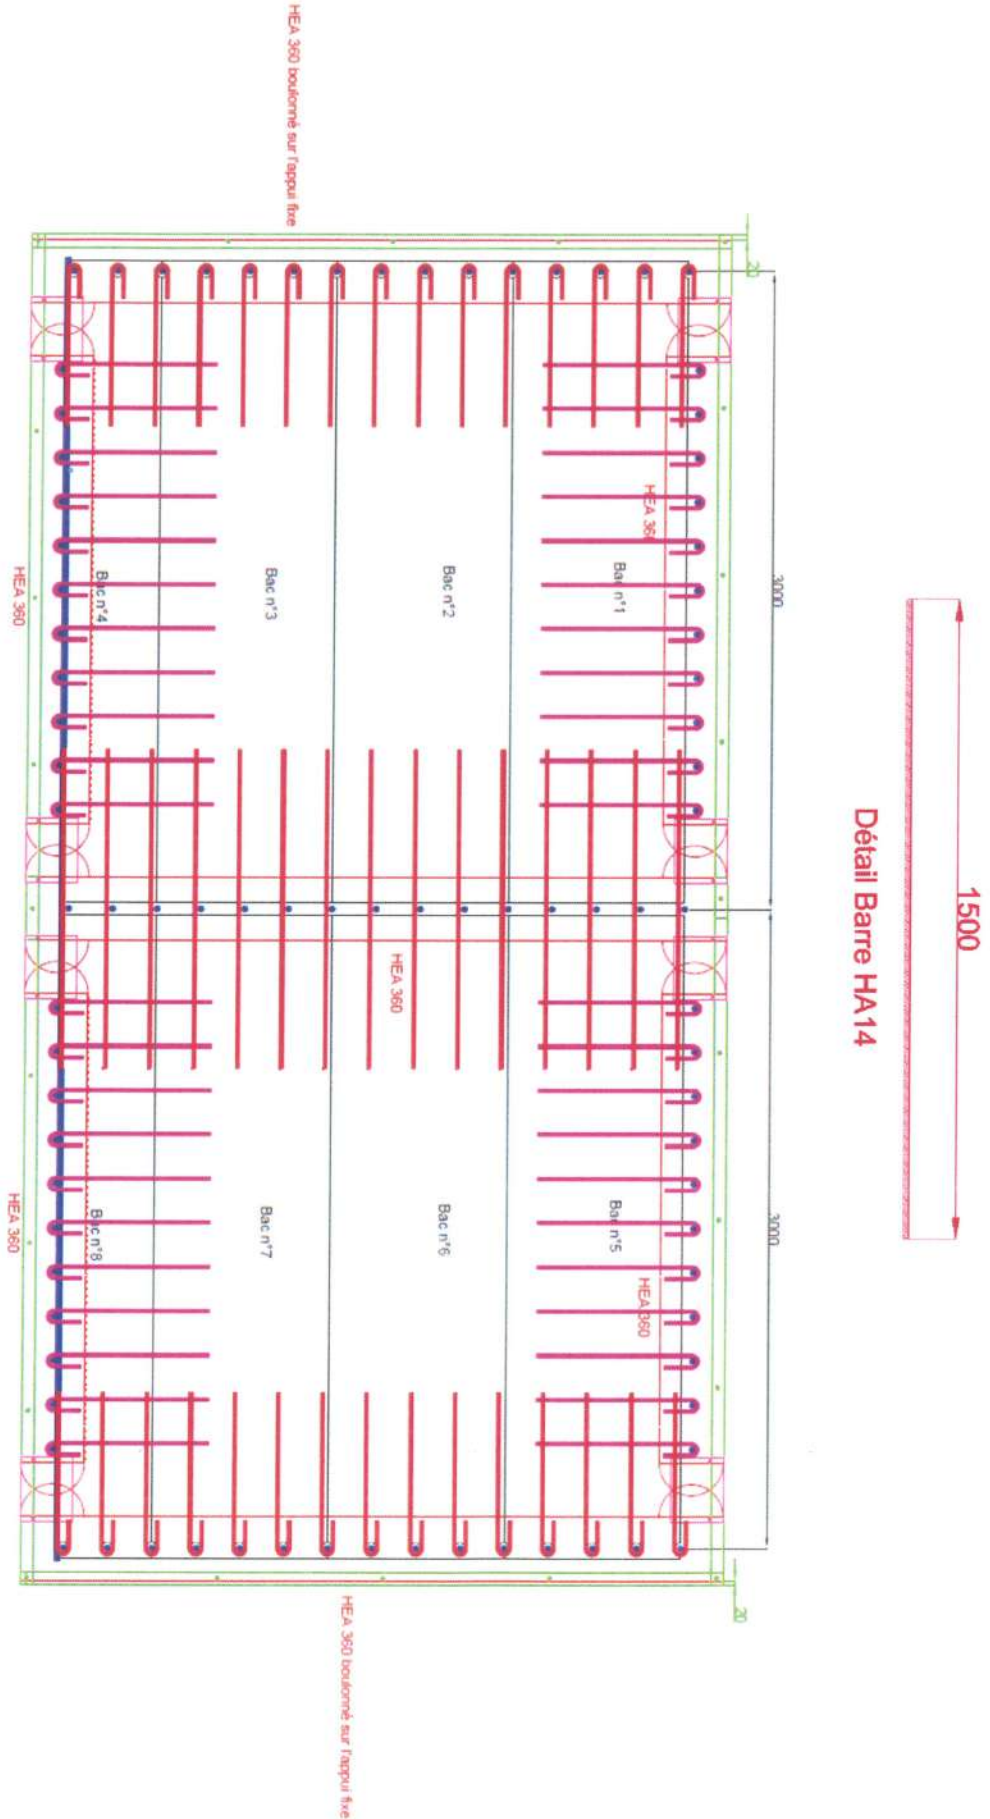 HEA 360 boulonné sur l'appui fixe
20
3000
1500
Détail Barre HA14
HEA 36
Bac n°1
Bac n°2
Bac n°3
Bac n°4
HEA 360
HEA 360
3000
Bac n°5
Bac n°6
Bac n°7
Bac n°8
HEA 360
HEA 360
20
HEA 360 boulonné sur l'appui fixe